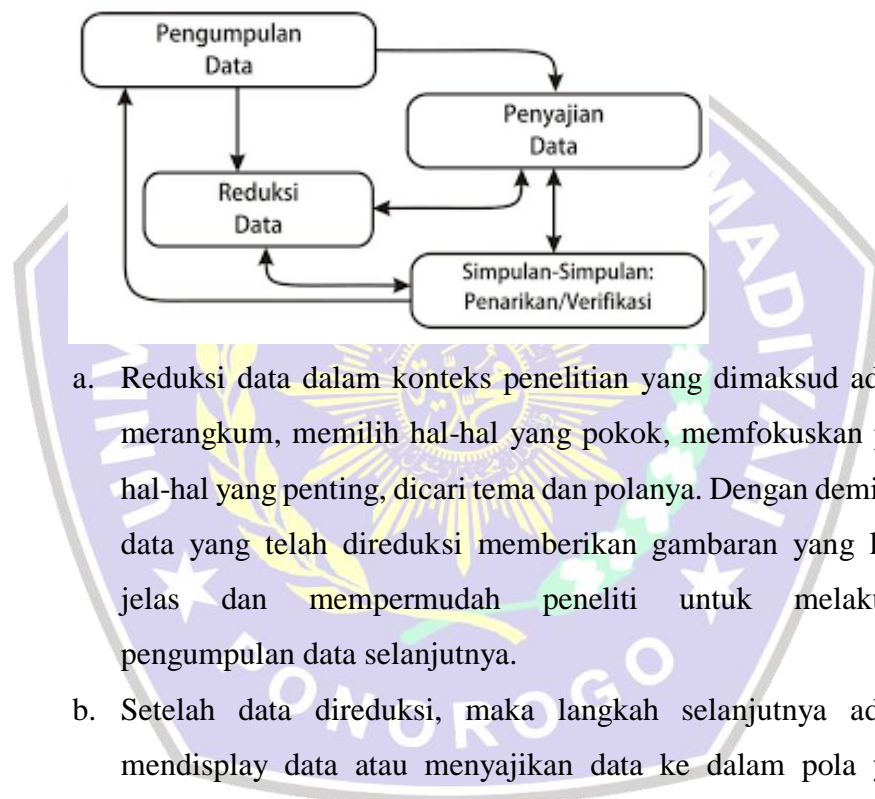 Pengumpulan
Data
Penyajian
Data
Reduksi
Data
Simpulan-Simpulan:
Penarikan/Verifikasi
a. Reduksi data dalam konteks penelitian yang dimaksud
merangkum, memilih hal-hal yang pokok, memfokuskan
hal-hal yang penting, dicari tema dan polanya. Dengan
data yang telah direduksi memberikan gambaran yang
jelas dan mempermudah peneliti untuk
pengumpulan data selanjutnya.
b. Setelah data direduksi, maka langkah selanjutnya
mendisplay data atau menyajikan data ke dalam pola
PONOROGO